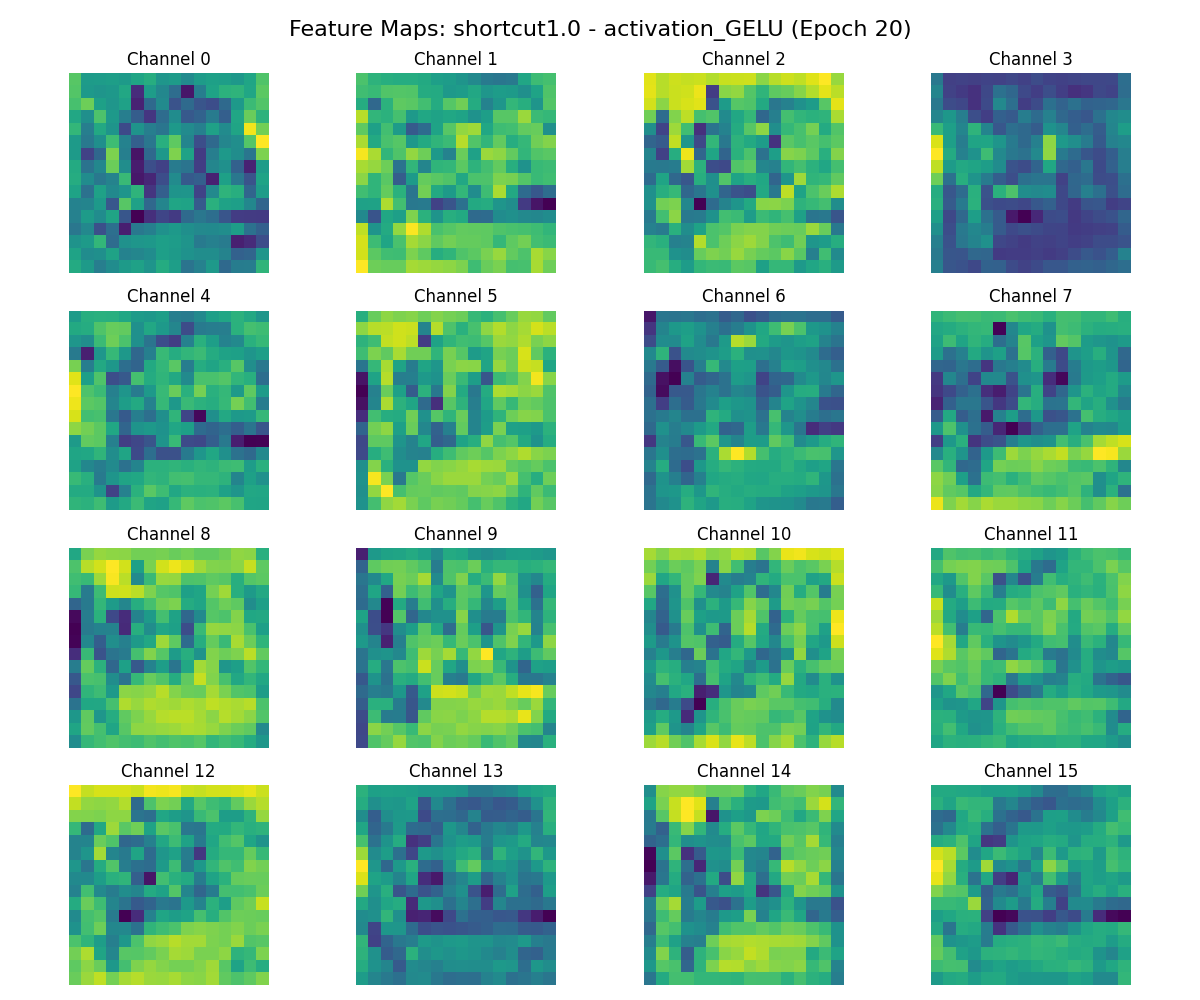 Feature Maps: shortcut1.0 - activation_GELU (Epoch 20)
Channel 0
Channel 1
Channel 2
Channel 3
Channel 4
Channel 5
Channel 6
Channel 7
Channel 8
Channel 9
Channel 10
Channel 11
Channel 12
Channel 13
Channel 14
Channel 15